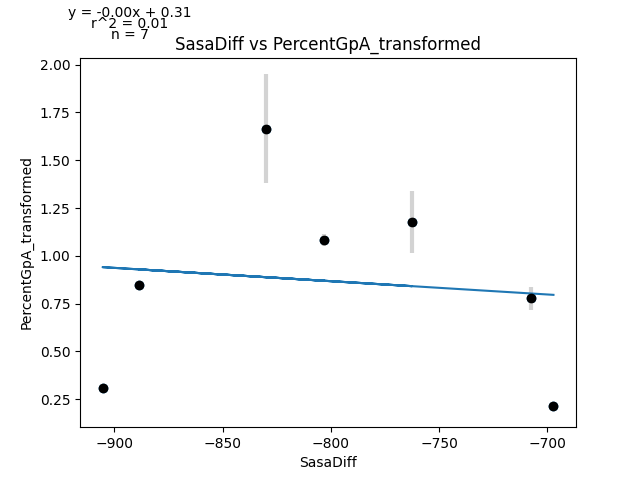 y = -0.00x + 0.31
r^2 = 0.01
n = 7
SasaDiff vs PercentGpA_transformed
2.00
1.75
1.50
1.25
1.00
0.75
0.50
0.25
PercentGpA_transformed
−900
−850
−800
−750
−700
SasaDiff